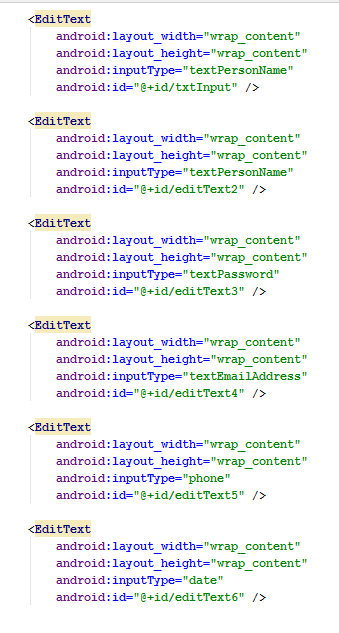 <EditText
android:layout_width="wrap_content"
android:layout_height="wrap_content"
android:inputType="textPersonName"
android:id="@+id/txtInput" />
<EditText
android:layout_width="wrap_content"
android:layout_height="wrap_content"
android:inputType="textPersonName"
android:id="@+id/editText2" />
<EditText
android:layout_width="wrap_content"
android:layout_height="wrap_content"
android:inputType="textPassword"
android:id="@+id/editText3" />
<EditText
android:layout_width="wrap_content"
android:layout_height="wrap_content"
android:inputType="textEmailAddress"
android:id="@+id/editText4" />
<EditText
android:layout_width="wrap_content"
android:layout_height="wrap_content"
android:inputType="phone"
android:id="@+id/editText5" />
<EditText
android:layout_width="wrap_content"
android:layout_height="wrap_content"
android:inputType="date"
android:id="@+id/editText6" />